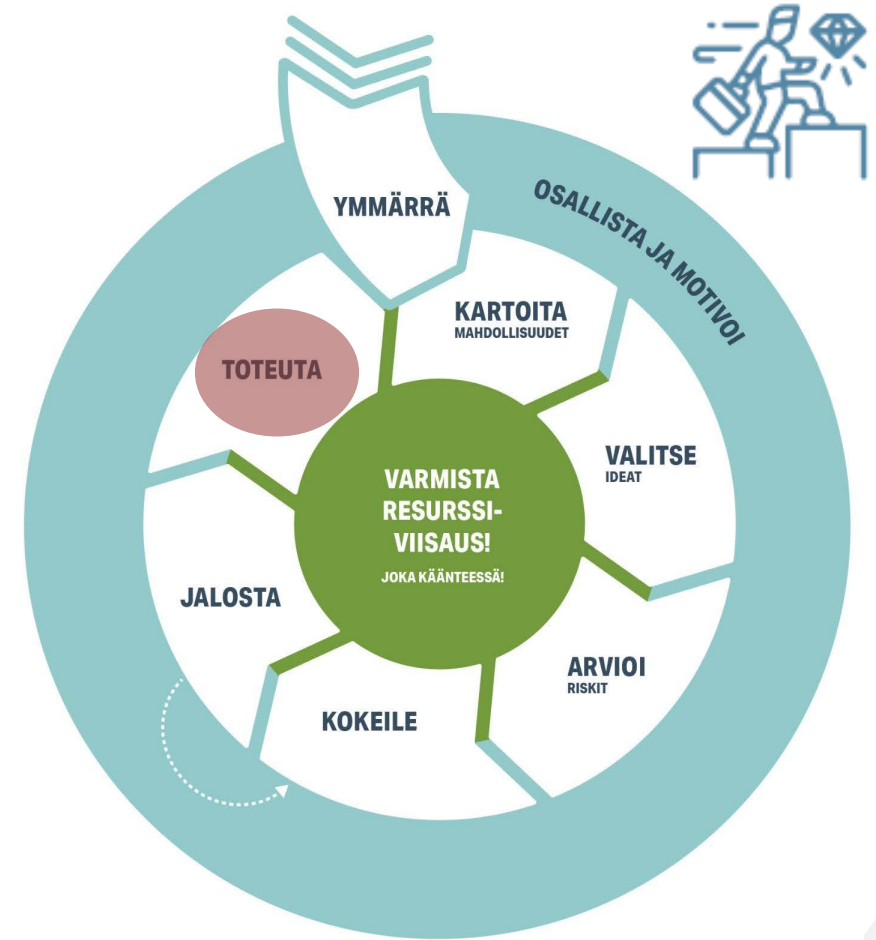 YMMÄRRÄ
OSALLISTA JA MOTIVOI
KARTOITA
MAHDOLLISUUDET
VALITSE
IDEAT
ARVIOI
RISKIT
KOKEILE
JALOSTA
TOTEUTA
VARMISTA
RESURSSI-
VIISAUS!
JOKA KÄÄNTEESSÄ!